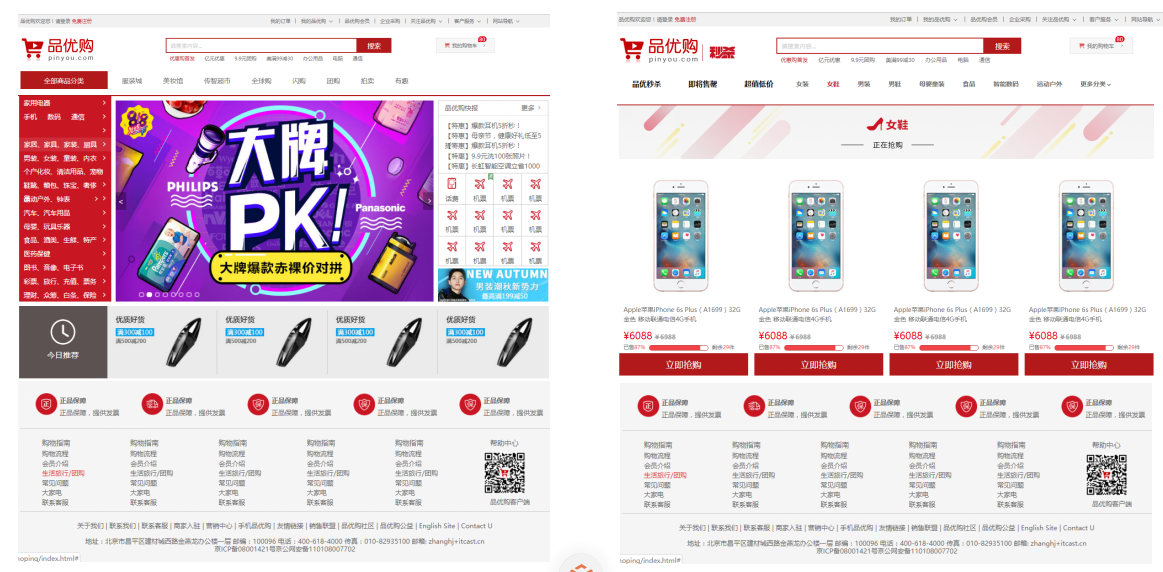 品优购欢迎您！请登录 免费注册
我的订单 | 我的品优购 | 品优购会员 | 企业采购 | 关注品优购 | 客户服务 | 网站导航
品优购
pinyou.com
搜索
我的购物车
优惠购首发 亿元优惠 9.9元团购 满减99减30 办公用品 电脑 通信
全部商品分类
服装城 美妆馆 传智超市 全球购 闪购 团购 拍卖 有趣
家用电器
手机 数码 通信
家居、家具、家装、厨具
男装、女装、童装、内衣
个户化妆、清洁用品、宠物
鞋靴、箱包、珠宝、奢侈
运动户外、钟表
汽车、汽车用品
母婴、玩具乐器
食品、酒类、生鲜、特产
医药保健
图书、音像、电子书
彩票、旅行、充值、票务
理财、众筹、白条、保险
大牌
PK!
PHILIPS
Panasonic
大牌爆款赤裸价对拼
品优购快报
更多
【特惠】爆款耳机5折秒！
【特惠】母亲节，健康好礼低至5
【特惠】爆款耳机5折秒！
【特惠】9.9元洗100张照片！
【特惠】长虹智能空调立省1000
话费 机票 机票 机票
机票 机票 机票 机票
机票 机票 机票 机票
NEW AUTUMN
男装潮秋新势力
最高满199减50
今日推荐
优质好货 优质好货 优质好货 优质好货
满300减100 满300减100 满300减100 满300减100
满500减200 满500减200 满500减200 满500减200
正品保障 正品保障 正品保障 正品保障 正品保障
正品保障，提供发票 正品保障，提供发票 正品保障，提供发票 正品保障，提供发票 正品保障，提供发票
购物指南 购物指南 购物指南 购物指南 购物指南 帮助中心
购物流程 购物流程 购物流程 购物流程 购物流程
会员介绍 会员介绍 会员介绍 会员介绍 会员介绍
生活旅行/团购 生活旅行/团购 生活旅行/团购 生活旅行/团购 生活旅行/团购
常见问题 常见问题 常见问题 常见问题 常见问题
大家电 大家电 大家电 大家电 大家电
联系客服 联系客服 联系客服 联系客服 联系客服 品优购客户端
关于我们 | 联系我们 | 联系客服 | 商家入驻 | 营销中心 | 手机品优购 | 友情链接 | 销售联盟 | 品优购社区 | 品优购公益 | English Site | Contact U
地址：北京市昌平区建材城西路金燕龙办公楼一层 邮编：100096 电话：400-618-4000 传真：010-82935100 邮箱: zhanghj+itcast.cn
京ICP备08001421号京公网安备110108007702
oping/index.html#
品优购欢迎您！请登录 免费注册
我的订单 | 我的品优购 | 品优购会员 | 企业采购 | 关注品优购 | 客户服务 | 网站导航
品优购
pinyou.com
秒杀
搜索
我的购物车
优惠购首发 亿元优惠 9.9元团购 满减99减30 办公用品 电脑 通信
品优秒杀 即将售罄 超值低价 女装 女鞋 男装 男鞋 母婴童装 食品 智能数码 运动户外 更多分类
女鞋
正在抢购
Apple苹果iPhone 6s Plus（A1699）32G Apple苹果iPhone 6s Plus（A1699）32G Apple苹果iPhone 6s Plus（A1699）32G Apple苹果iPhone 6s Plus（A1699）32G
金色 移动联通电信4G手机 金色 移动联通电信4G手机 金色 移动联通电信4G手机 金色 移动联通电信4G手机
¥6088 ¥6988 ¥6088 ¥6988 ¥6088 ¥6988 ¥6088 ¥6988
已售87% 剩余29件 已售87% 剩余29件 已售87% 剩余29件 已售87% 剩余29件
立即抢购 立即抢购 立即抢购 立即抢购
正品保障 正品保障 正品保障 正品保障 正品保障
正品保障，提供发票 正品保障，提供发票 正品保障，提供发票 正品保障，提供发票 正品保障，提供发票
购物指南 购物指南 购物指南 购物指南 购物指南 帮助中心
购物流程 购物流程 购物流程 购物流程 购物流程
会员介绍 会员介绍 会员介绍 会员介绍 会员介绍
生活旅行/团购 生活旅行/团购 生活旅行/团购 生活旅行/团购 生活旅行/团购
常见问题 常见问题 常见问题 常见问题 常见问题
大家电 大家电 大家电 大家电 大家电
联系客服 联系客服 联系客服 联系客服 联系客服 品优购客户端
关于我们 | 联系我们 | 联系客服 | 商家入驻 | 营销中心 | 手机品优购 | 友情链接 | 销售联盟 | 品优购社区 | 品优购公益 | English Site | Contact U
地址：北京市昌平区建材城西路金燕龙办公楼一层 邮编：100096 电话：400-618-4000 传真：010-82935100 邮箱: zhanghj+itcast.cn
京ICP备08001421号京公网安备110108007702
oping/index.html#